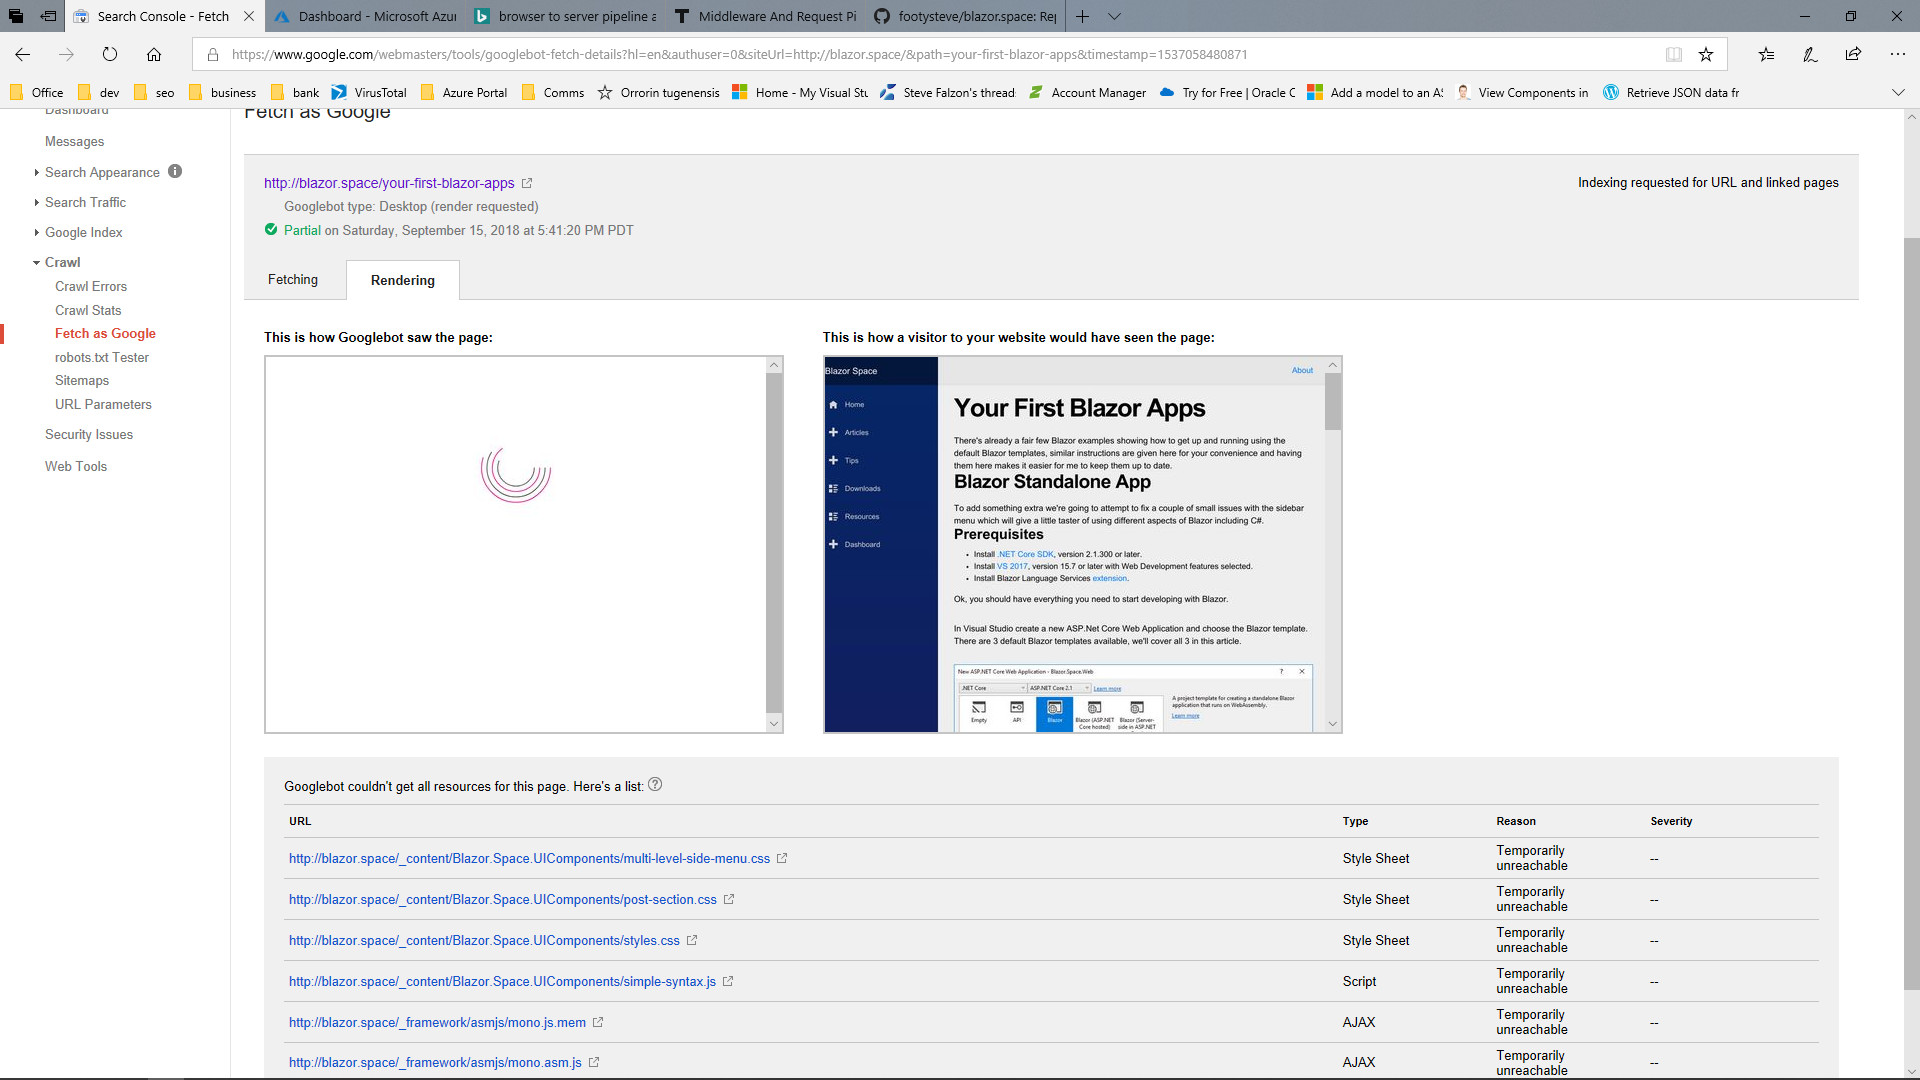 Search Console - Fetch
Dashboard - Microsoft Azur
browser to server pipeline a
Middleware And Request Pi
footysteve/blazor.space: Rep
https://www.google.com/webmasters/tools/googlebot-fetch-details?hl=en&authuser=0&siteUrl=http://blazor.space/&path=your-first-blazor-apps&timestamp=1537058480871
Office
dev
seo
business
bank
VirusTotal
Azure Portal
Comms
Orrorin tugenensis
Home - My Visual Stu
Steve Falzon's thread
Account Manager
Try for Free | Oracle C
Add a model to an AS
View Components in
Retrieve JSON data fr
Dashboard
Messages
Search Appearance
Search Traffic
Google Index
Crawl
Crawl Errors
Crawl Stats
Fetch as Google
robots.txt Tester
Sitemaps
URL Parameters
Security Issues
Web Tools
Fetch as Google
http://blazor.space/your-first-blazor-apps
Indexing requested for URL and linked pages
Googlebot type: Desktop (render requested)
Partial on Saturday, September 15, 2018 at 5:41:20 PM PDT
Fetching
Rendering
This is how Googlebot saw the page:
This is how a visitor to your website would have seen the page:
Blazor Space
About
Home
Articles
Tips
Downloads
Resources
Dashboard
Your First Blazor Apps
There's already a fair few Blazor examples showing how to get up and running using the
default Blazor templates, similar instructions are given here for your convenience and having
them here makes it easier for me to keep them up to date.
Blazor Standalone App
To add something extra we're going to attempt to fix a couple of small issues with the sidebar
menu which will give a little taster of using different aspects of Blazor including C#.
Prerequisites
Install .NET Core SDK, version 2.1.300 or later.
Install VS 2017, version 15.7 or later with Web Development features selected.
Install Blazor Language Services extension.
Ok, you should have everything you need to start developing with Blazor.
In Visual Studio create a new ASP.Net Core Web Application and choose the Blazor template.
There are 3 default Blazor templates available, we'll cover all 3 in this article.
New ASP.NET Core Web Application - Blazor.Space.Web
.NET Core
ASP.NET Core 2.1
Learn more
Empty
API
Blazor
Blazor (ASP.NET
Core hosted)
Blazor (Server-
side in ASP.NET
A project template for creating a standalone Blazor
application that runs on WebAssembly.
Learn more
Googlebot couldn't get all resources for this page. Here's a list:
URL Type Reason Severity
http://blazor.space/_content/Blazor.Space.UIComponents/multi-level-side-menu.css Style Sheet Temporarily unreachable --
http://blazor.space/_content/Blazor.Space.UIComponents/post-section.css Style Sheet Temporarily unreachable --
http://blazor.space/_content/Blazor.Space.UIComponents/styles.css Style Sheet Temporarily unreachable --
http://blazor.space/_content/Blazor.Space.UIComponents/simple-syntax.js Script Temporarily unreachable --
http://blazor.space/_framework/asmjs/mono.js.mem AJAX Temporarily unreachable --
http://blazor.space/_framework/asmjs/mono.asm.js AJAX Temporarily unreachable --